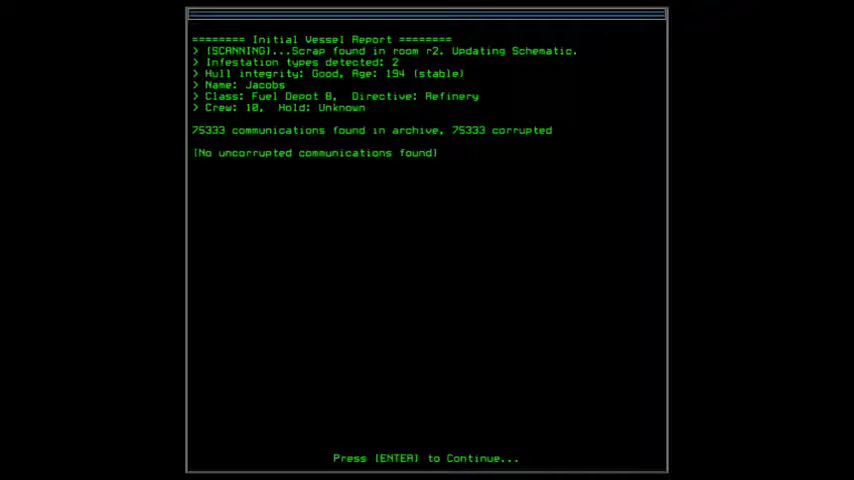 ======== Initial Vessel Report ========
> [SCANNING]...Scrap found in room r2. Updating Schematic.
> Infestation types detected: 2
> Hull integrity: Good, Age: 194 (stable)
> Name: Jacobs
> Class: Fuel Depot B, Directive: Refinery
> Crew: 10, Hold: Unknown
75333 communications found in archive, 75333 corrupted
[No uncorrupted communications found]
Press [ENTER] to Continue...